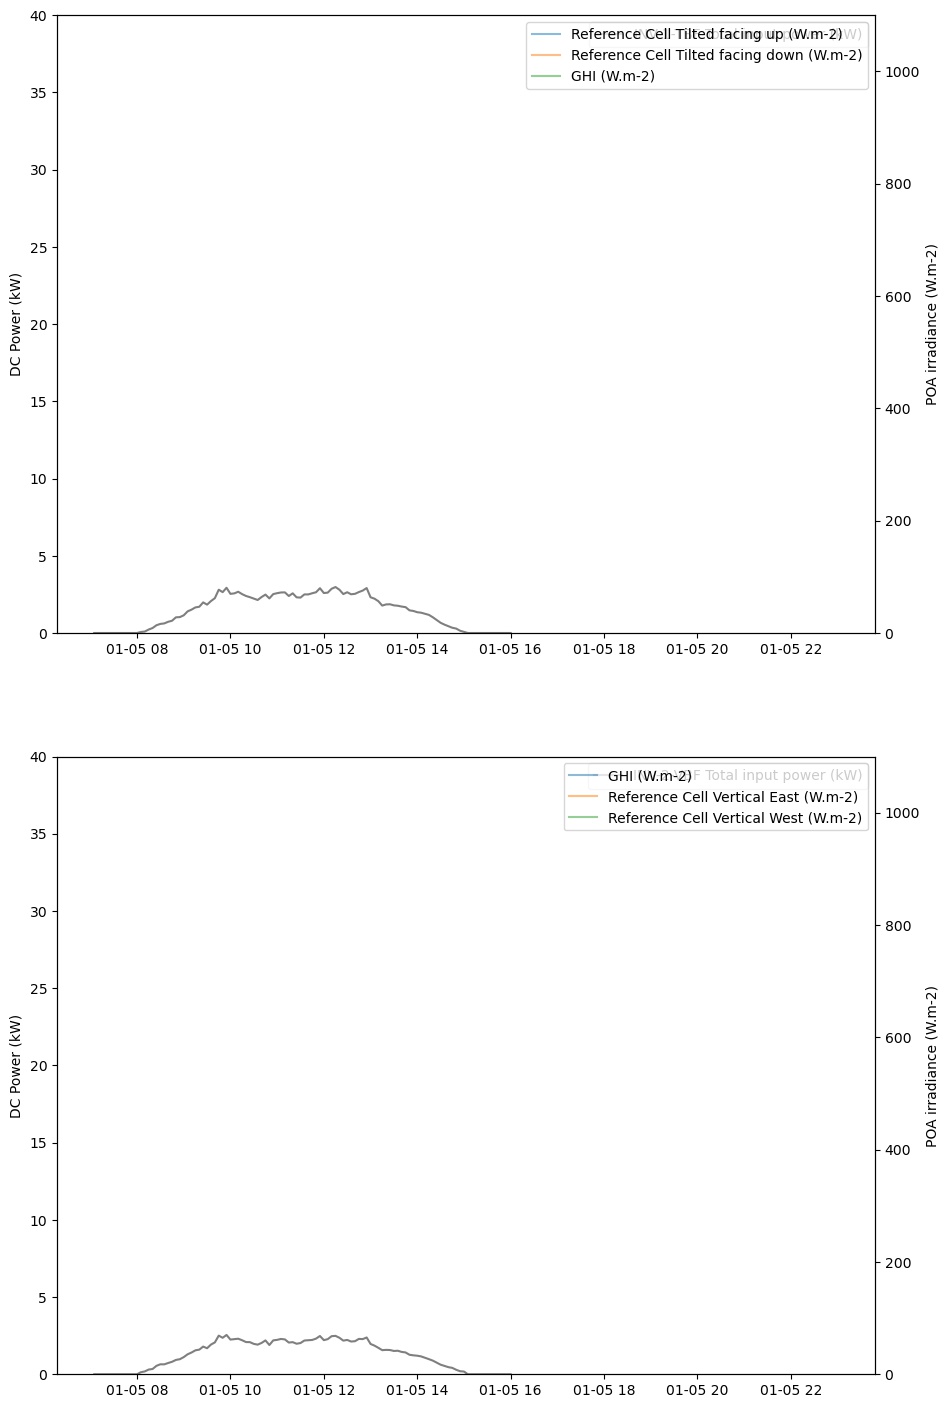 40
35
30
25
20
15
10
5
0
DC Power (kW)
Reference Cell Tilted facing up (W.m-2)
Reference Cell Tilted facing down (W.m-2)
GHI (W.m-2)
1000
800
600
400
200
0
POA irradiance (W.m-2)
01-05 08 01-05 10 01-05 12 01-05 14 01-05 16 01-05 18 01-05 20 01-05 22
40
35
30
25
20
15
10
5
0
DC Power (kW)
GHI (W.m-2) Total input power (kW)
Reference Cell Vertical East (W.m-2)
Reference Cell Vertical West (W.m-2)
1000
800
600
400
200
0
POA irradiance (W.m-2)
01-05 08 01-05 10 01-05 12 01-05 14 01-05 16 01-05 18 01-05 20 01-05 22